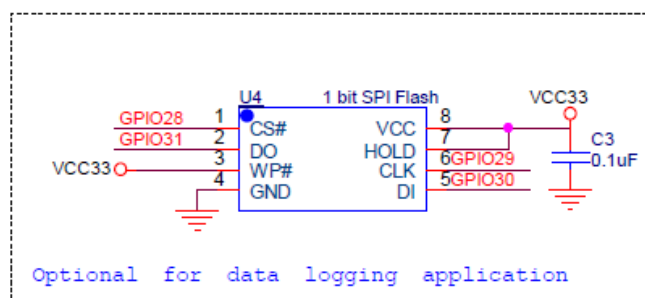 U4 1 bit SPI Flash VCC33
GPIO28 1 CS# VCC 8
GPIO31 2 DO HOLD 7 C3
VCC33 3 WP# CLK 6 GPIO29 0.1uF
4 GND DI 5 GPIO30
Optional for data logging application